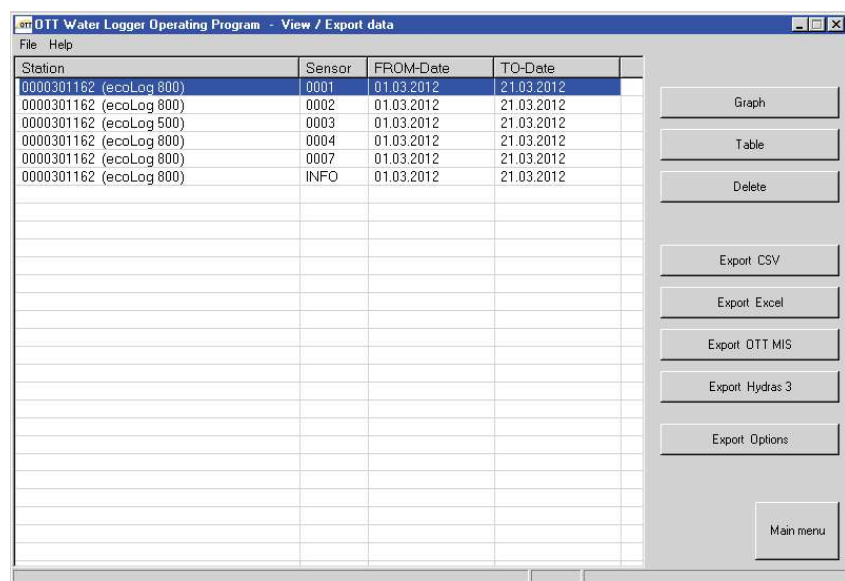 OTT OTT Water Logger Operating Program - View / Export data
File Help
Station Sensor FROM-Date TO-Date
0000301162 (ecoLog 800) 0001 01.03.2012 21.03.2012
0000301162 (ecoLog 800) 0002 01.03.2012 21.03.2012
0000301162 (ecoLog 500) 0003 01.03.2012 21.03.2012
0000301162 (ecoLog 800) 0004 01.03.2012 21.03.2012
0000301162 (ecoLog 800) 0007 01.03.2012 21.03.2012
0000301162 (ecoLog 800) INFO 01.03.2012 21.03.2012
Graph
Table
Delete
Export CSV
Export Excel
Export OTT MIS
Export Hydras 3
Export Options
Main menu